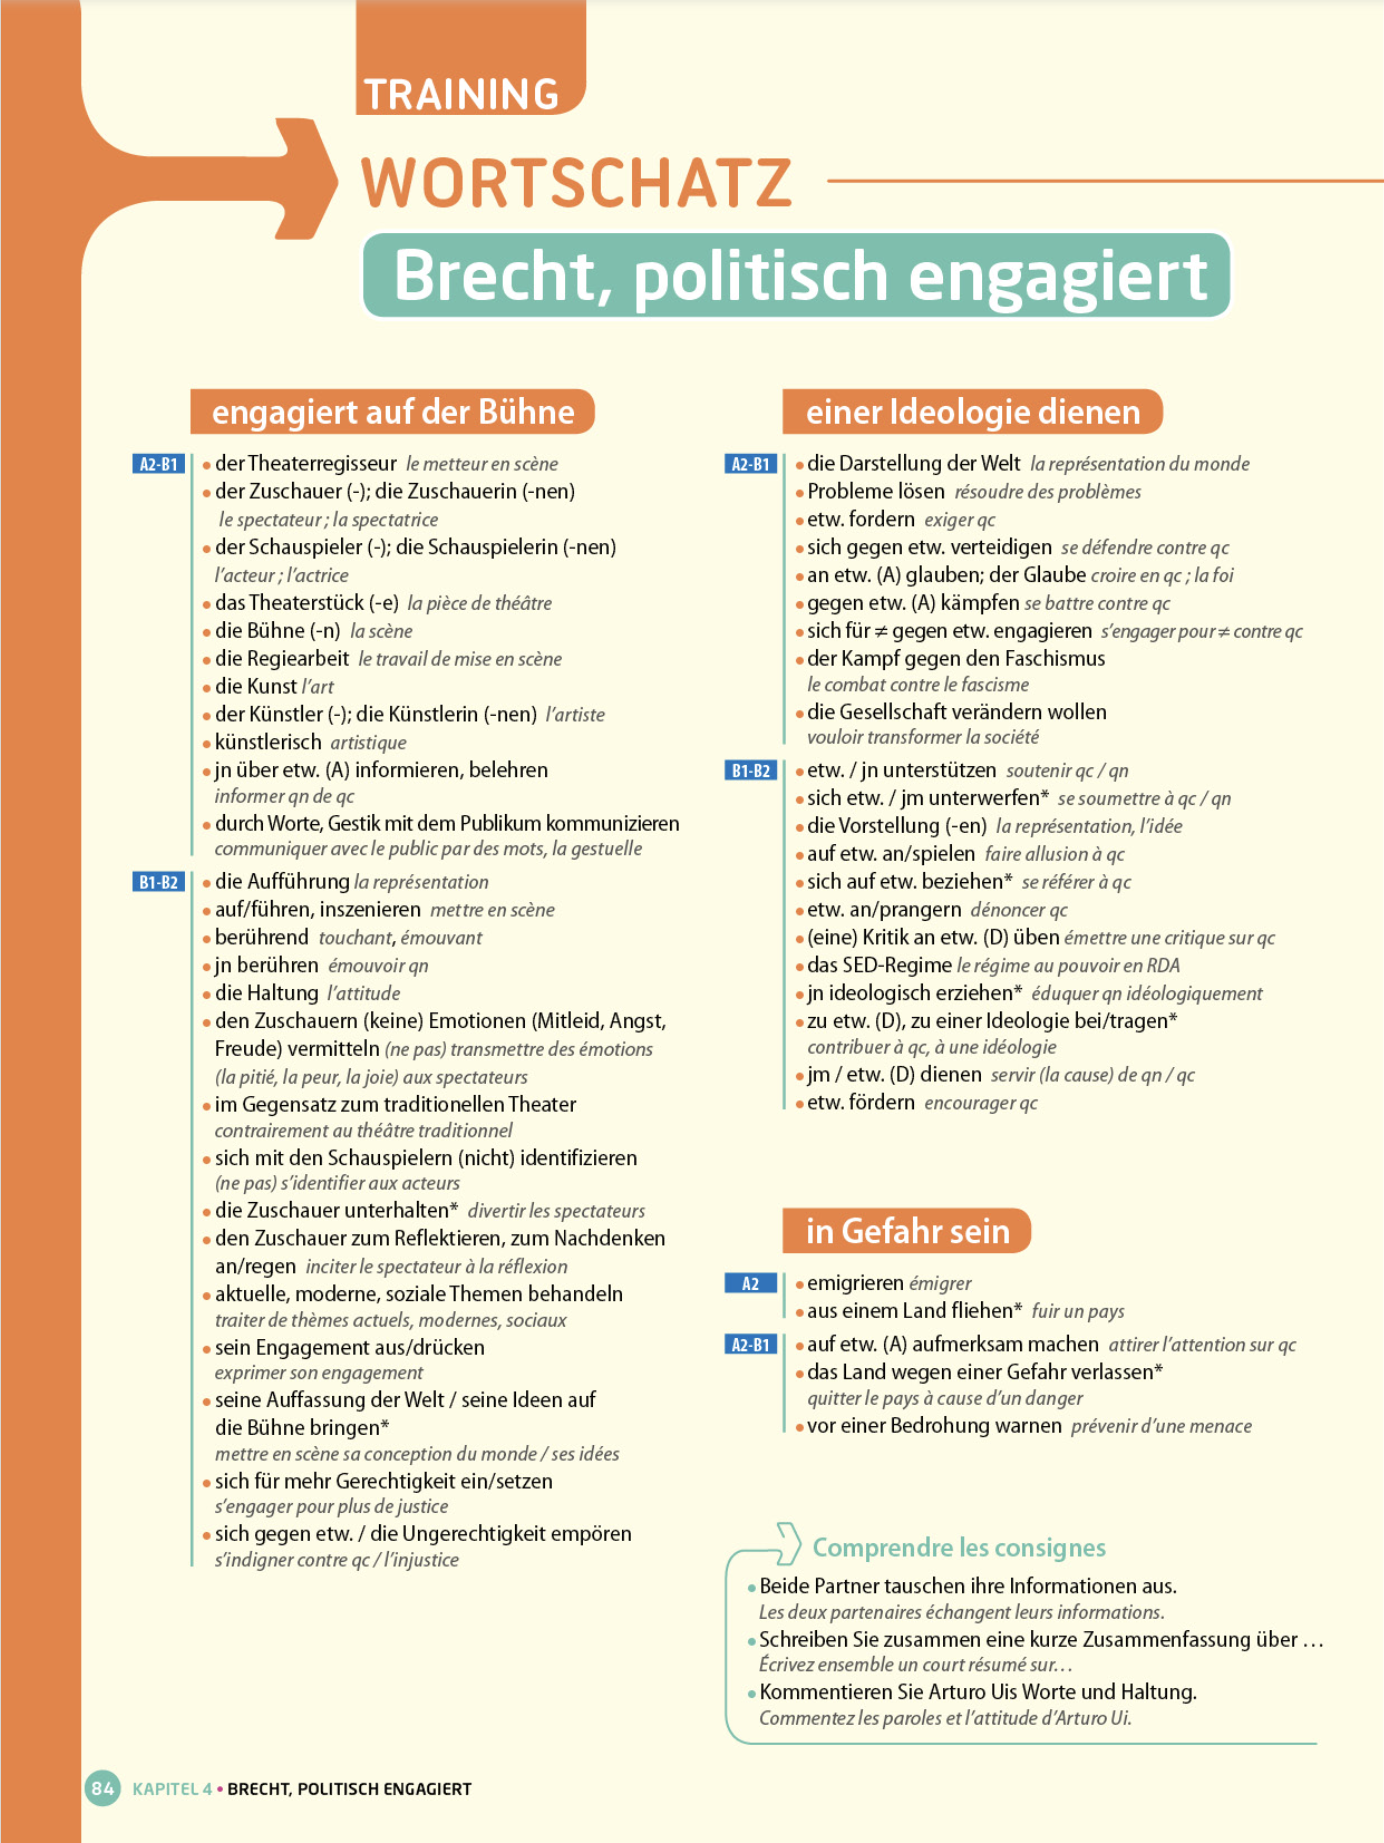 TRAINING
WORTSCHATZ
Brecht, politisch engagiert
engagiert auf der Bühne
A2-B1
• der Theaterregisseur le metteur en scène
• der Zuschauer (-); die Zuschauerin (-nen)
le spectateur ; la spectatrice
• der Schauspieler (-); die Schauspielerin (-nen)
l'acteur ; l'actrice
• das Theaterstück (-e) la pièce de théâtre
• die Bühne (-n) la scène
• die Regiearbeit le travail de mise en scène
• die Kunst l'art
• der Künstler (-); die Künstlerin (-nen) l'artiste
• künstlerisch artistique
• jn über etw. (A) informieren, belehren
informer qn de qc
• durch Worte, Gestik mit dem Publikum kommunizieren
communiquer avec le public par des mots, la gestuelle
B1-B2
• die Aufführung la représentation
• auf/führen, inszenieren mettre en scène
• berührend touchant, émouvant
• jn berühren émouvoir qn
• die Haltung l'attitude
• den Zuschauern (keine) Emotionen (Mitleid, Angst,
Freude) vermitteln (ne pas) transmettre des émotions
(la pitié, la peur, la joie) aux spectateurs
• im Gegensatz zum traditionellen Theater
contrairement au théâtre traditionnel
• sich mit den Schauspielern (nicht) identifizieren
(ne pas) s'identifier aux acteurs
• die Zuschauer unterhalten* divertir les spectateurs
• den Zuschauer zum Reflektieren, zum Nachdenken
an/regen inciter le spectateur à la réflexion
• aktuelle, moderne, soziale Themen behandeln
traiter de thèmes actuels, modernes, sociaux
• sein Engagement aus/drücken
exprimer son engagement
• seine Auffassung der Welt / seine Ideen auf
die Bühne bringen*
mettre en scène sa conception du monde / ses idées
• sich für mehr Gerechtigkeit ein/setzen
s'engager pour plus de justice
• sich gegen etw. / die Ungerechtigkeit empören
s'indigner contre qc / l'injustice
einer Ideologie dienen
A2-B1
• die Darstellung der Welt la représentation du monde
• Probleme lösen résoudre des problèmes
• etw. fordern exiger qc
• sich gegen etw. verteidigen se défendre contre qc
• an etw. (A) glauben; der Glaube croire en qc ; la foi
• gegen etw. (A) kämpfen se battre contre qc
• sich für ≠ gegen etw. engagieren s'engager pour ≠ contre qc
• der Kampf gegen den Faschismus
le combat contre le fascisme
• die Gesellschaft verändern wollen
vouloir transformer la société
B1-B2
• etw. / jn unterstützen soutenir qc / qn
• sich etw. / jm unterwerfen* se soumettre à qc / qn
• die Vorstellung (-en) la représentation, l'idée
• auf etw. an/spielen faire allusion à qc
• sich auf etw. beziehen* se référer à qc
• etw. an/prangern dénoncer qc
• (eine) Kritik an etw. (D) üben émettre une critique sur qc
• das SED-Regime le régime au pouvoir en RDA
• jn ideologisch erziehen* éduquer qn idéologiquement
• zu etw. (D), zu einer Ideologie bei/tragen*
contribuer à qc, à une idéologie
• jm / etw. (D) dienen servir (la cause) de qn / qc
• etw. fördern encourager qc
in Gefahr sein
A2
• emigrieren émigrer
• aus einem Land fliehen* fuir un pays
A2-B1
• auf etw. (A) aufmerksam machen attirer l'attention sur qc
• das Land wegen einer Gefahr verlassen*
quitter le pays à cause d'un danger
• vor einer Bedrohung warnen prévenir d'une menace
Comprendre les consignes
• Beide Partner tauschen ihre Informationen aus.
Les deux partenaires échangent leurs informations.
• Schreiben Sie zusammen eine kurze Zusammenfassung über …
Écrivez ensemble un court résumé sur…
• Kommentieren Sie Arturo Uis Worte und Haltung.
Commentez les paroles et l'attitude d'Arturo Ui.
84 KAPITEL 4 • BRECHT, POLITISCH ENGAGIERT